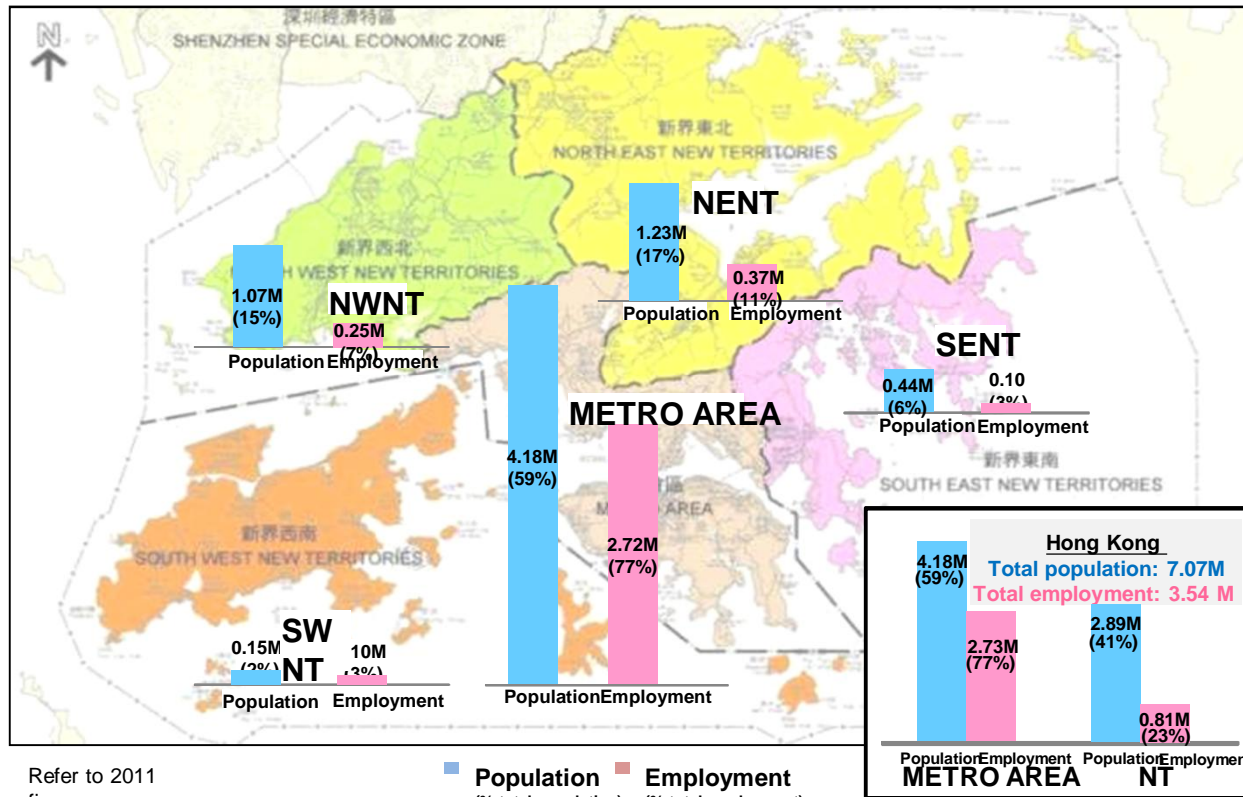 深圳經濟特區
SHENZHEN SPECIAL ECONOMIC ZONE
N
新界東北
NORTH EAST NEW TERRITORIES
NENT
1.23M
(17%)
0.37M
(11%)
Population
Employment
新界西北
WEST NEW TERRITORIES
NWNT
1.07M
(15%)
0.25M
(7%)
Population
Employment
SENT
0.44M
(6%)
0.10
(3%)
Population
Employment
新界東南
SOUTH EAST NEW TERRITORIES
METRO AREA
4.18M
(59%)
2.72M
(77%)
Population
Employment
AREA
新界西南
SOUTH WEST NEW TERRITORIES
SW
NT
0.15M
(2%)
10M
(3%)
Population
Employment
Hong Kong
Total population: 7.07M
Total employment: 3.54 M
4.18M
(59%)
2.73M
(77%)
2.89M
(41%)
0.81M
(23%)
Population
Employment
Population
Employment
METRO AREA
NT
Refer to 2011
Population
Employment